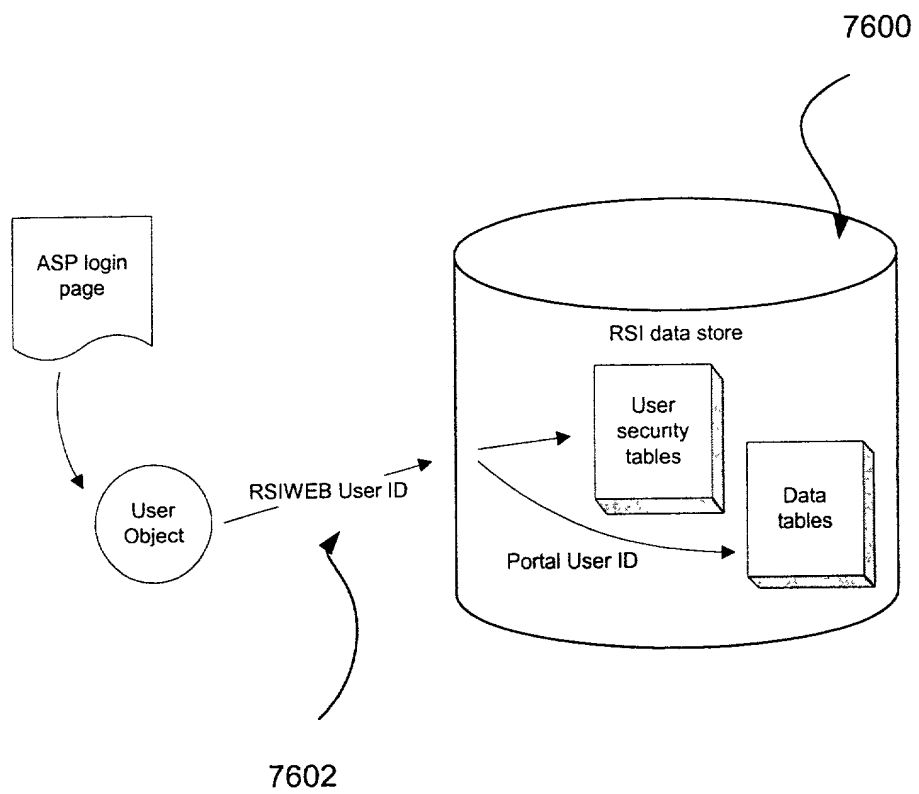 7600
ASP login
page
RSI data store
User
security
tables
Data
tables
RSIWEB User ID
User
Object
Portal User ID
7602